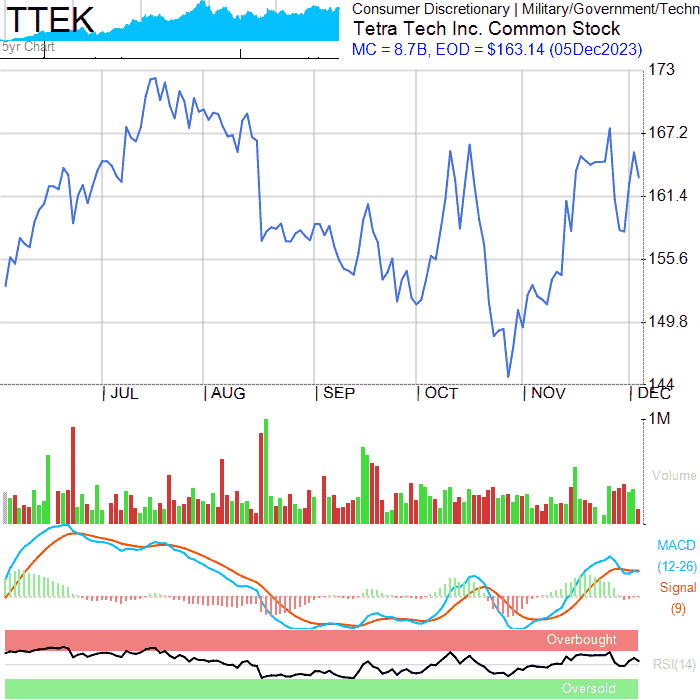 TTEK
5yr Chart
Consumer Discretionary | Military/Government/Techn
Tetra Tech Inc. Common Stock
MC = 8.7B, EOD = $163.14 (05Dec2023)
173
167.2
161.4
155.6
149.8
144
JUL AUG SEP OCT NOV DEC
1M
Volume
MACD
(12-26)
Signal
(9)
Overbought
RSI(14)
Oversold